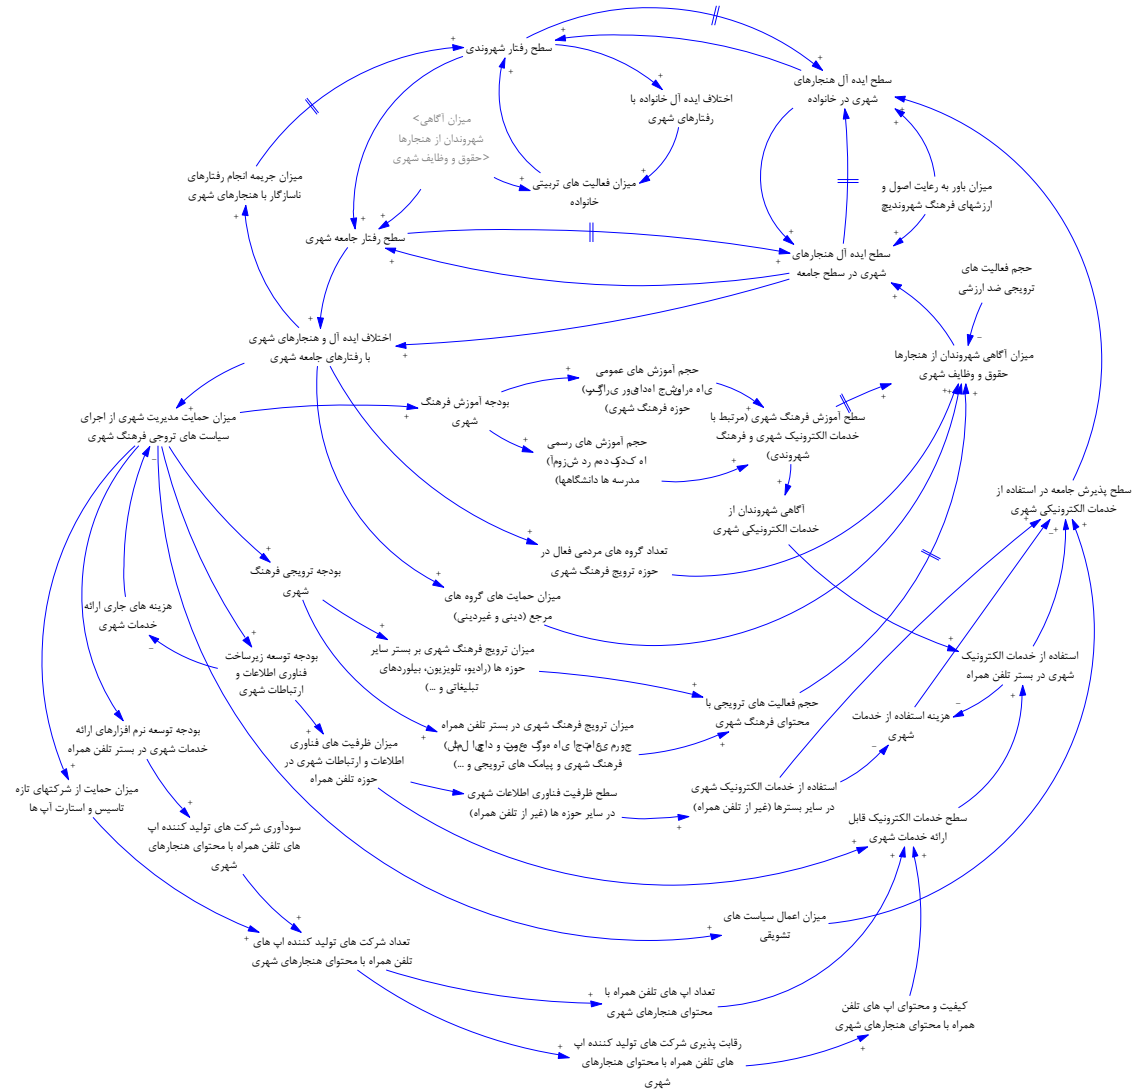 سطح رفتار شهروندی
سطح ایده آل هنجارهای
شهری در خانواده
اختلاف ایده آل خانواده با
رفتارهای شهری
<میزان آگاهی
شهروندان از هنجارها
حقوق و وظایف شهری>
میزان جریمه انجام رفتارهای
ناسازگار با هنجارهای شهری
میزان فعالیت های تربیتی
خانواده
میزان باور به رعایت اصول و
ارزشهای فرهنگ شهروندیچ
سطح رفتار جامعه شهری
سطح ایده آل هنجارهای
شهری در سطح جامعه
حجم فعالیت های
ترویجی ضد ارزشی
اختلاف ایده آل و هنجارهای شهری
با رفتارهای جامعه شهری
میزان آگاهی شهروندان از هنجارها
حقوق و وظایف شهری
حجم آموزش های عمومی
حوزه فرهنگ شهری)
بودجه آموزش فرهنگ
شهری
میزان حمایت مدیریت شهری از اجرای
سیاست های تروجی فرهنگ شهری
سطح آموزش فرهنگ شهری (مرتبط با
خدمات الکترونیک شهری و فرهنگ
شهروندی)
حجم آموزش های رسمی
مدرسه ها دانشگاهها)
آگاهی شهروندان از
خدمات الکترونیکی شهری
سطح پذیرش جامعه در استفاده از
خدمات الکترونیکی شهری
تعداد گروه های مردمی فعال در
حوزه ترویج فرهنگ شهری
بودجه ترویجی فرهنگ
شهری
میزان حمایت های گروه های
مرجع (دینی و غیردینی)
هزینه های جاری ارائه
خدمات شهری
بودجه توسعه زیرساخت
فناوری اطلاعات و
ارتباطات شهری
میزان ترویج فرهنگ شهری بر بستر سایر
حوزه ها (رادیو، تلویزیون، بیلوردهای
تبلیغاتی و ...)
استفاده از خدمات الکترونیک
شهری در بستر تلفن همراه
حجم فعالیت های ترویجی با
محتوای فرهنگ شهری
هزینه استفاده از خدمات
شهری
بودجه توسعه نرم افزارهای ارائه
خدمات شهری در بستر تلفن همراه
میزان ظرفیت های فناوری
اطلاعات و ارتباطات شهری در
حوزه تلفن همراه
میزان ترویج فرهنگ شهری در بستر تلفن همراه
فرهنگ شهری و پیامک های ترویجی و ...)
میزان حمایت از شرکتهای تازه
تاسیس و استارت آپ ها
سطح ظرفیت فناوری اطلاعات شهری
در سایر حوزه ها (غیر از تلفن همراه)
استفاده از خدمات الکترونیک شهری
در سایر بسترها (غیر از تلفن همراه)
سطح خدمات الکترونیک قابل
ارائه خدمات شهری
سودآوری شرکت های تولید کننده اپ
های تلفن همراه با محتوای هنجارهای
شهری
میزان اعمال سیاست های
تشویقی
تعداد شرکت های تولید کننده اپ های
تلفن همراه با محتوای هنجارهای شهری
تعداد اپ های تلفن همراه با
محتوای هنجارهای شهری
کیفیت و محتوای اپ های تلفن
همراه با محتوای هنجارهای شهری
رقابت پذیری شرکت های تولید کننده اپ
های تلفن همراه با محتوای هنجارهای
شهری